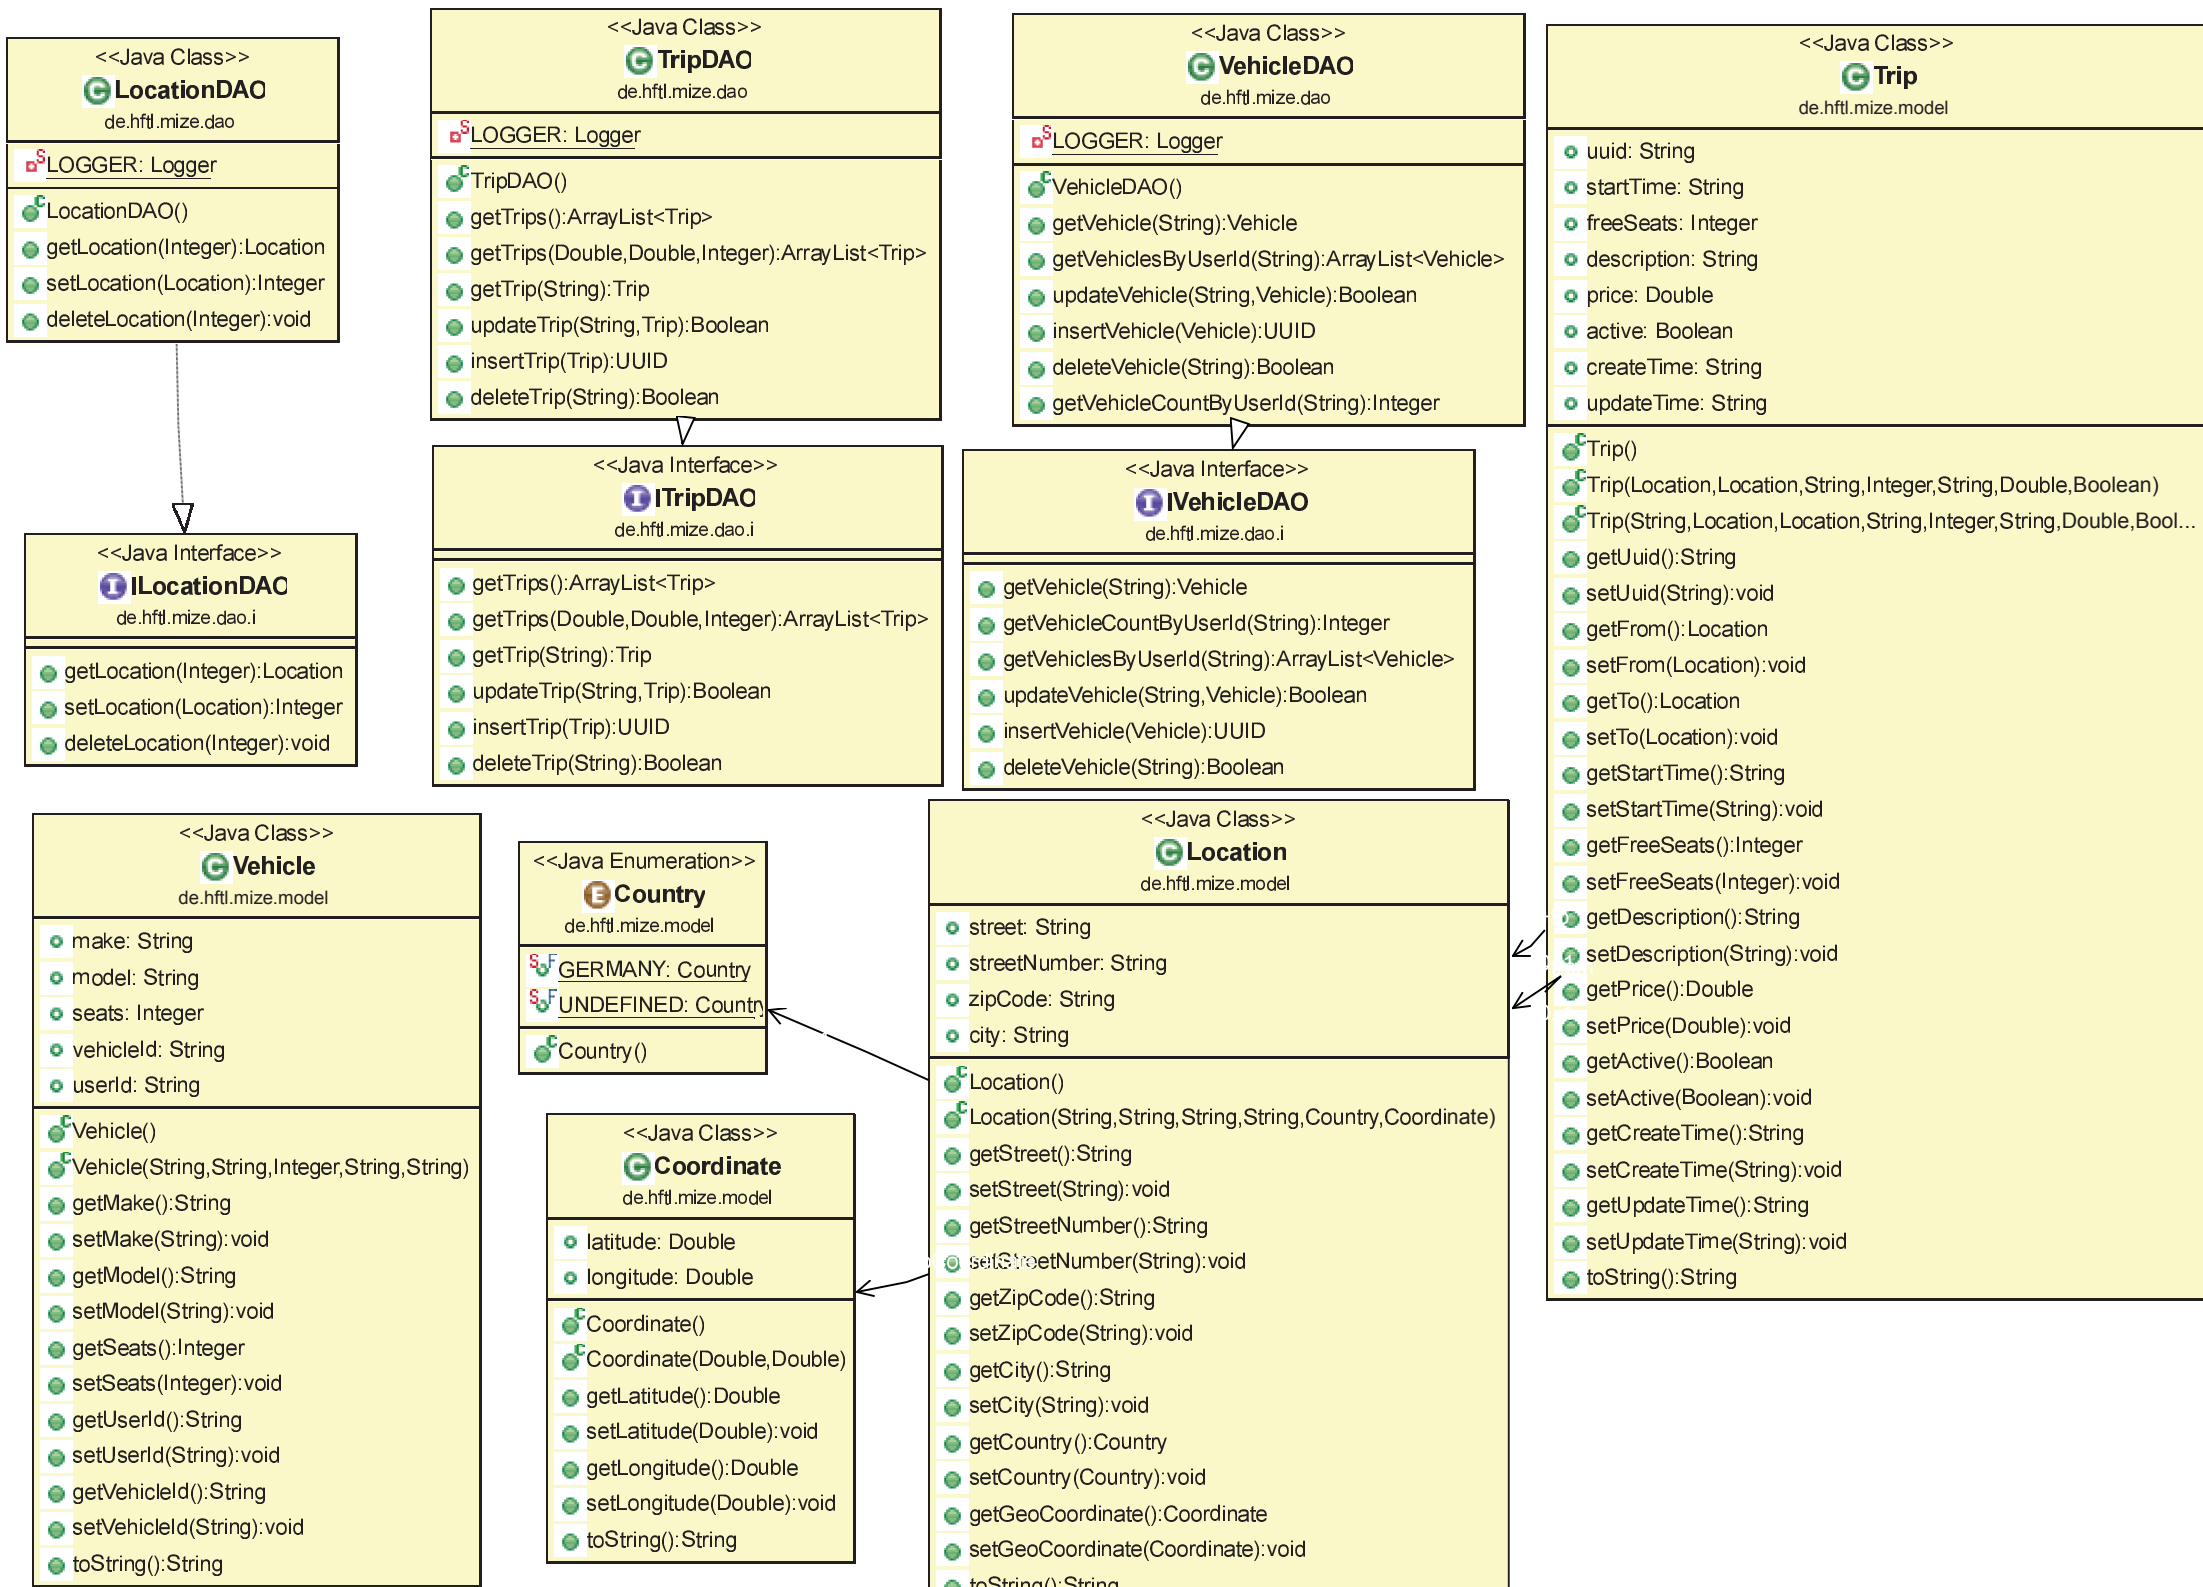 <<Java Class>>
LocationDAO
de.hftl.mize.dao
LOGGER: Logger
LocationDAO()
getLocation(Integer):Location
setLocation(Location):Integer
deleteLocation(Integer):void
<<Java Class>>
TripDAO
de.hftl.mize.dao
LOGGER: Logger
TripDAO()
getTrips():ArrayList<Trip>
getTrips(Double,Double,Integer):ArrayList<Trip>
getTrip(String):Trip
updateTrip(String,Trip):Boolean
insertTrip(Trip):UUID
deleteTrip(String):Boolean
<<Java Class>>
VehicleDAO
de.hftl.mize.dao
LOGGER: Logger
VehicleDAO()
getVehicle(String):Vehicle
getVehiclesByUserId(String):ArrayList<Vehicle>
updateVehicle(String,Vehicle):Boolean
insertVehicle(Vehicle):UUID
deleteVehicle(String):Boolean
getVehicleCountByUserId(String):Integer
<<Java Class>>
Trip
de.hftl.mize.model
uuid: String
startTime: String
freeSeats: Integer
description: String
price: Double
active: Boolean
createTime: String
updateTime: String
Trip()
Trip(Location,Location,String,Integer,String,Double,Boolean)
Trip(String,Location,Location,String,Integer,String,Double,Bool...
getUuid():String
setUuid(String):void
getFrom():Location
setFrom(Location):void
getTo():Location
setTo(Location):void
getStartTime():String
setStartTime(String):void
getFreeSeats():Integer
setFreeSeats(Integer):void
getDescription():String
setDescription(String):void
getPrice():Double
setPrice(Double):void
getActive():Boolean
setActive(Boolean):void
getCreateTime():String
setCreateTime(String):void
getUpdateTime():String
setUpdateTime(String):void
toString():String
<<Java Interface>>
ILocationDAO
de.hftl.mize.dao.i
getLocation(Integer):Location
setLocation(Location):Integer
deleteLocation(Integer):void
<<Java Interface>>
ITripDAO
de.hftl.mize.dao.i
getTrips():ArrayList<Trip>
getTrips(Double,Double,Integer):ArrayList<Trip>
getTrip(String):Trip
updateTrip(String,Trip):Boolean
insertTrip(Trip):UUID
deleteTrip(String):Boolean
<<Java Interface>>
IVehicleDAO
de.hftl.mize.dao.i
getVehicle(String):Vehicle
getVehicleCountByUserId(String):Integer
getVehiclesByUserId(String):ArrayList<Vehicle>
updateVehicle(String,Vehicle):Boolean
insertVehicle(Vehicle):UUID
deleteVehicle(String):Boolean
<<Java Class>>
Vehicle
de.hftl.mize.model
make: String
model: String
seats: Integer
vehicleId: String
userId: String
Vehicle()
Vehicle(String,String,Integer,String,String)
getMake():String
setMake(String):void
getModel():String
setModel(String):void
getSeats():Integer
setSeats(Integer):void
getUserId():String
setUserId(String):void
getVehicleId():String
setVehicleId(String):void
toString():String
<<Java Enumeration>>
Country
de.hftl.mize.model
GERMANY: Country
UNDEFINED: Country
Country()
<<Java Class>>
Coordinate
de.hftl.mize.model
latitude: Double
longitude: Double
Coordinate()
Coordinate(Double,Double)
getLatitude():Double
setLatitude(Double):void
getLongitude():Double
setLongitude(Double):void
toString():String
<<Java Class>>
Location
de.hftl.mize.model
street: String
streetNumber: String
zipCode: String
city: String
Location()
Location(String,String,String,String,Country,Coordinate)
getStreet():String
setStreet(String):void
getStreetNumber():String
setStreetNumber(String):void
getZipCode():String
setZipCode(String):void
getCity():String
setCity(String):void
getCountry():Country
setCountry(Country):void
getGeoCoordinate():Coordinate
setGeoCoordinate(Coordinate):void
toString():String